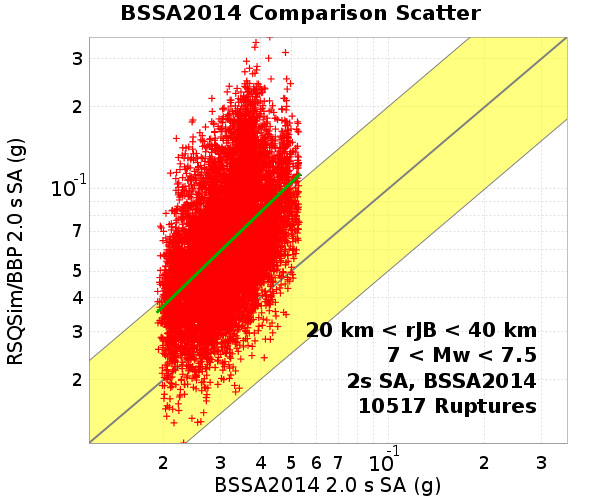 BSSA2014 Comparison Scatter
RSQSim/BBP 2.0 s SA (g)
3
2
10-1
7
5
4
3
2
20 km < rJB < 40 km
7 < Mw < 7.5
2s SA, BSSA2014
10517 Ruptures
2 3 4 5 6 7 10-1 2 3
BSSA2014 2.0 s SA (g)